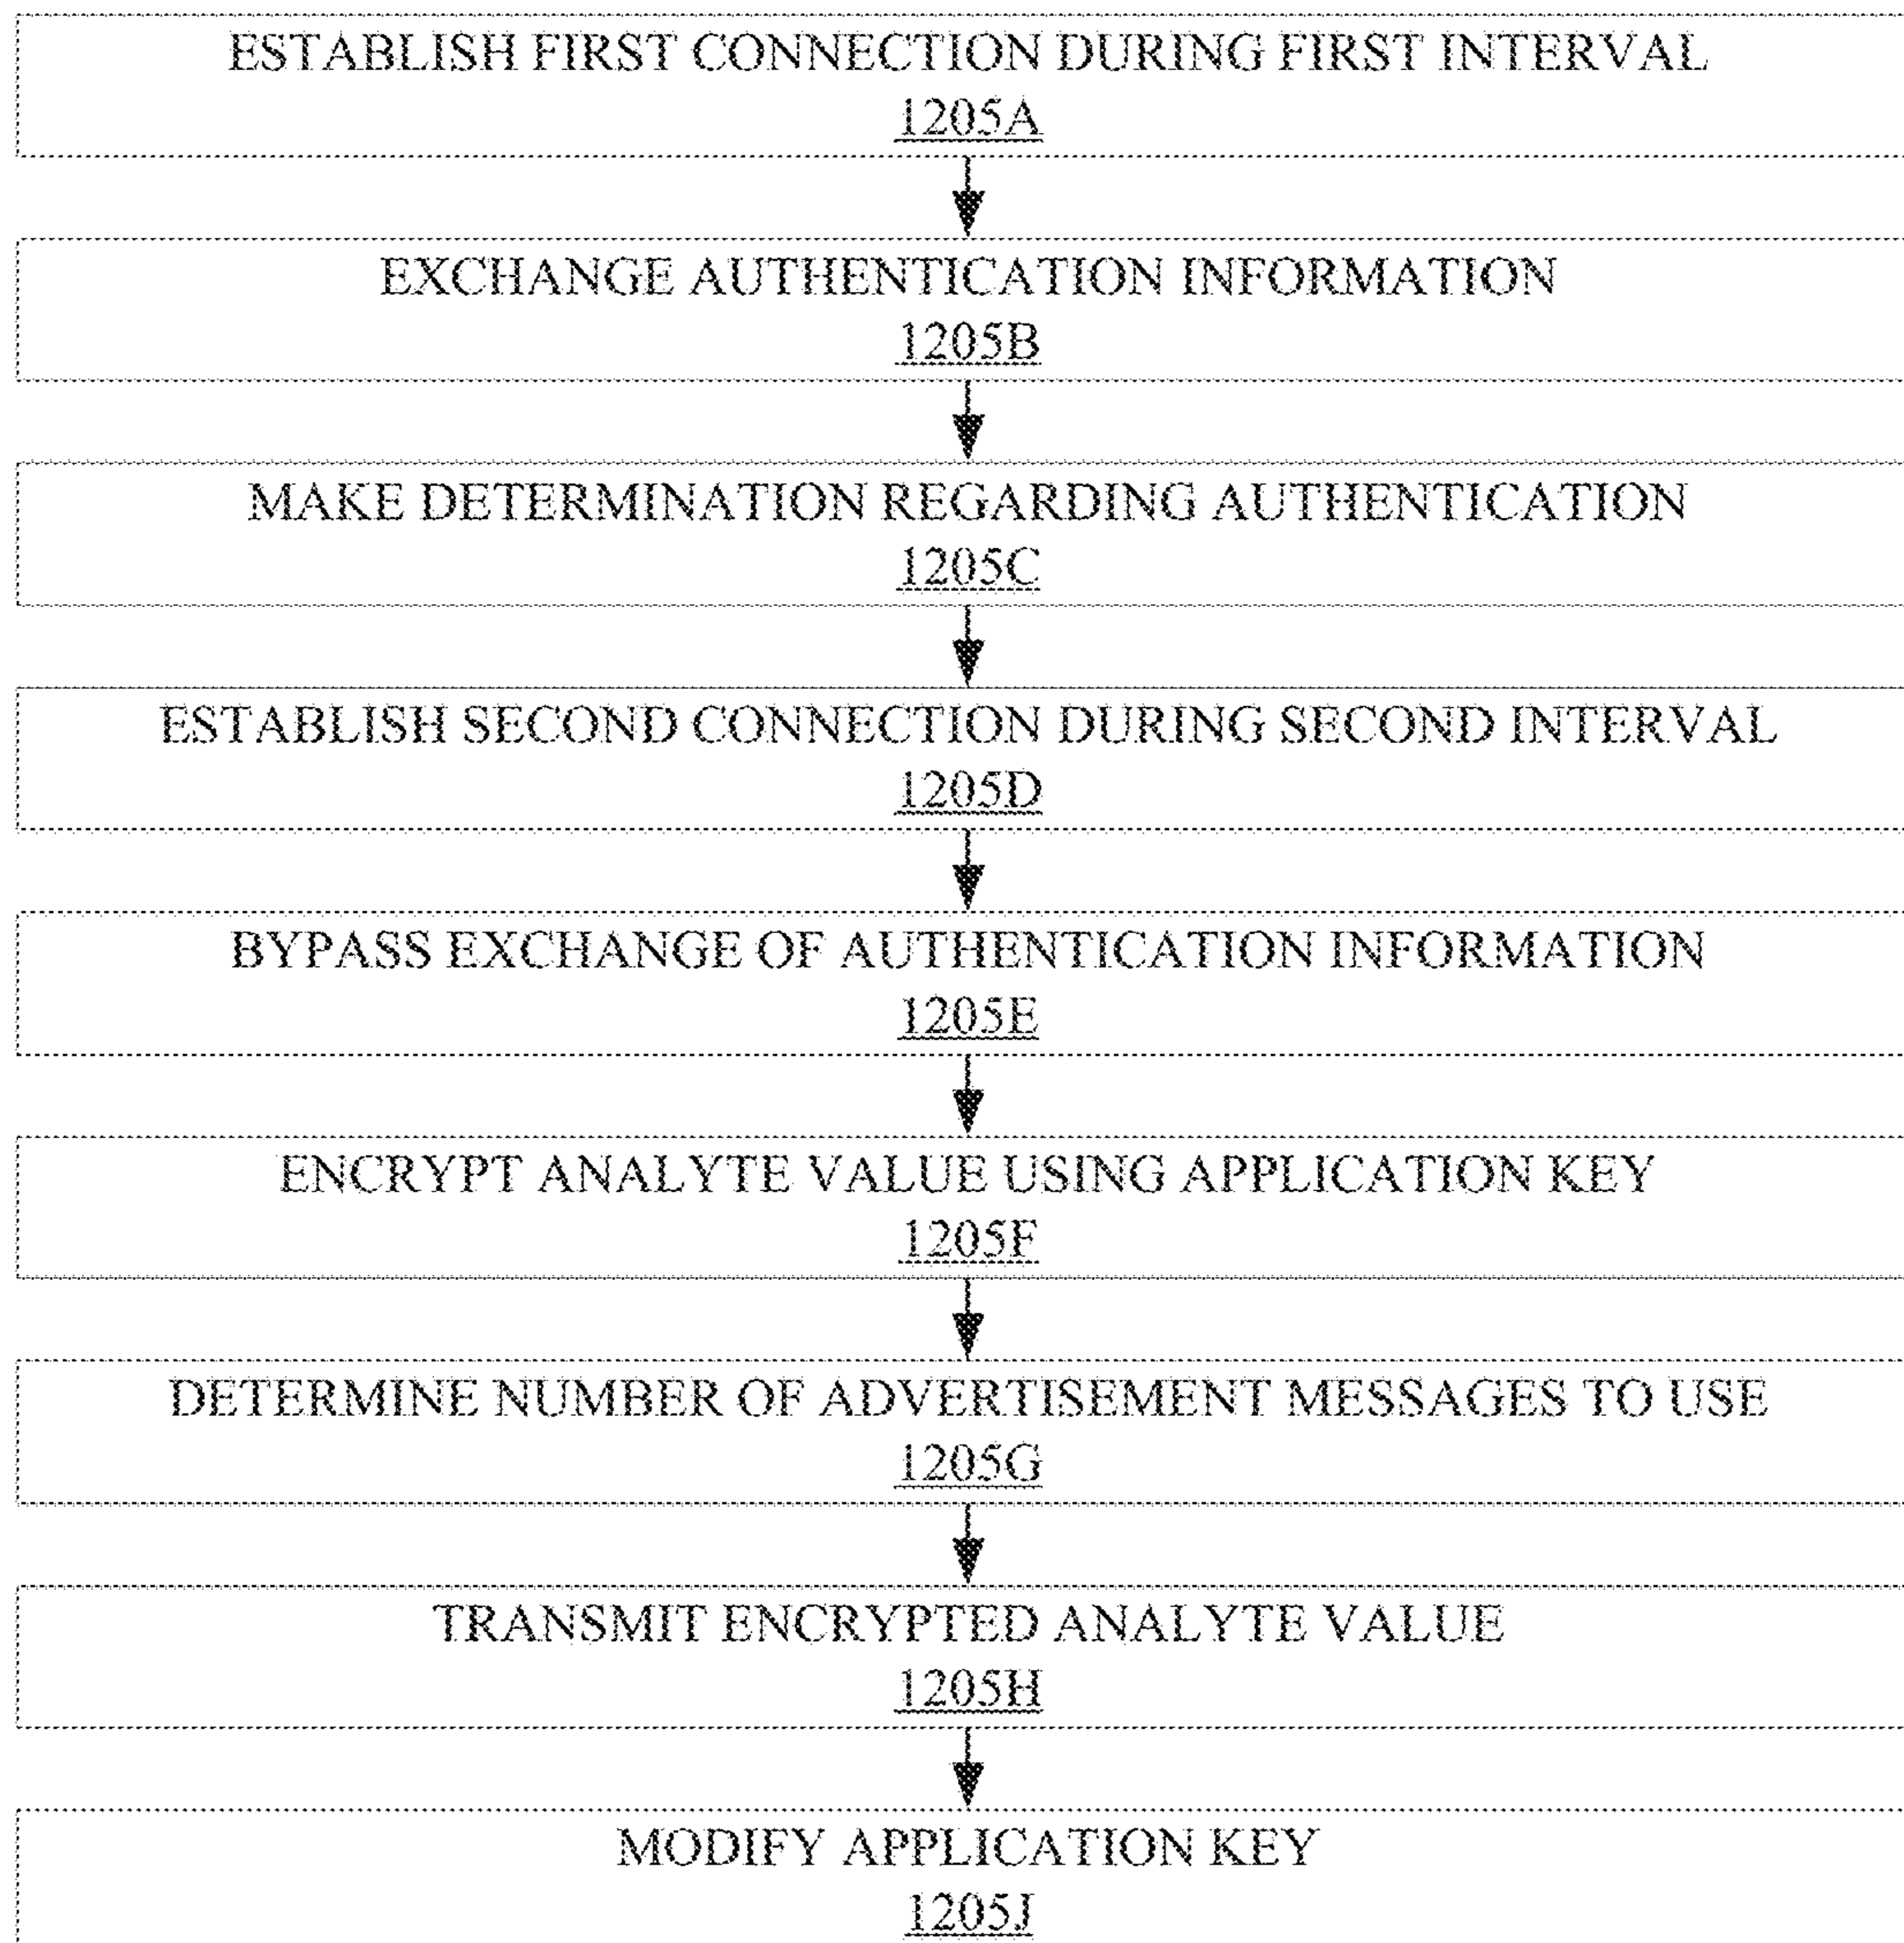 ESTABLISH FIRST CONNECTION DURING FIRST INTERVAL
1205A
EXCHANGE AUTHENTICATION INFORMATION
1205B
MAKE DETERMINATION REGARDING AUTHENTICATION
1205C
ESTABLISH SECOND CONNECTION DURING SECOND INTERVAL
1205D
BYPASS EXCHANGE OF AUTHENTICATION INFORMATION
1205E
ENCRYPT ANALYTE VALUE USING APPLICATION KEY
1205F
DETERMINE NUMBER OF ADVERTISEMENT MESSAGES TO USE
1205G
TRANSMIT ENCRYPTED ANALYTE VALUE
1205H
MODIFY APPLICATION KEY
1205J